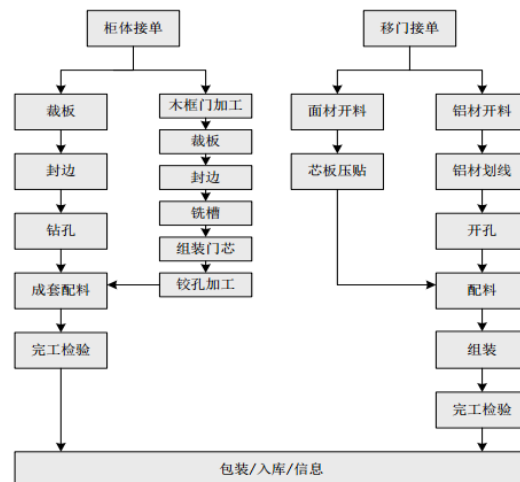 柜体接单
移门接单
裁板
木框门加工
面材开料
铝材开料
裁板
封边
封边
芯板压贴
铝材划线
铣槽
钻孔
开孔
组装门芯
成套配料
铰孔加工
配料
完工检验
组装
完工检验
包装/入库/信息